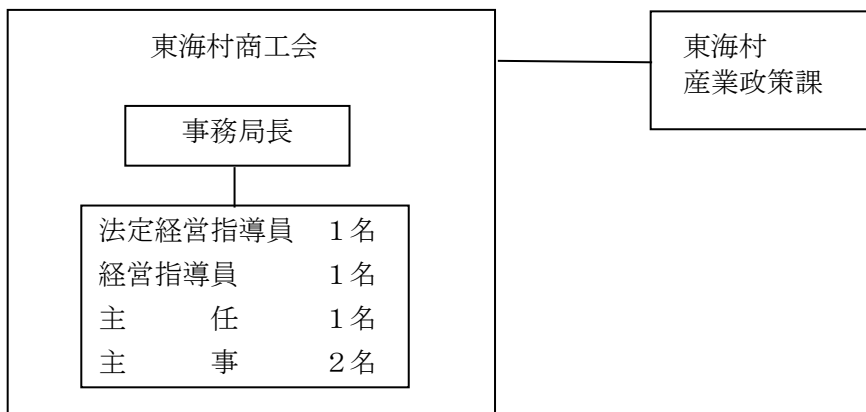 東海村商工会
事務局長
法定経営指導員　１名
経営指導員　１名
主　任　１名
主　事　２名
東海村
産業政策課